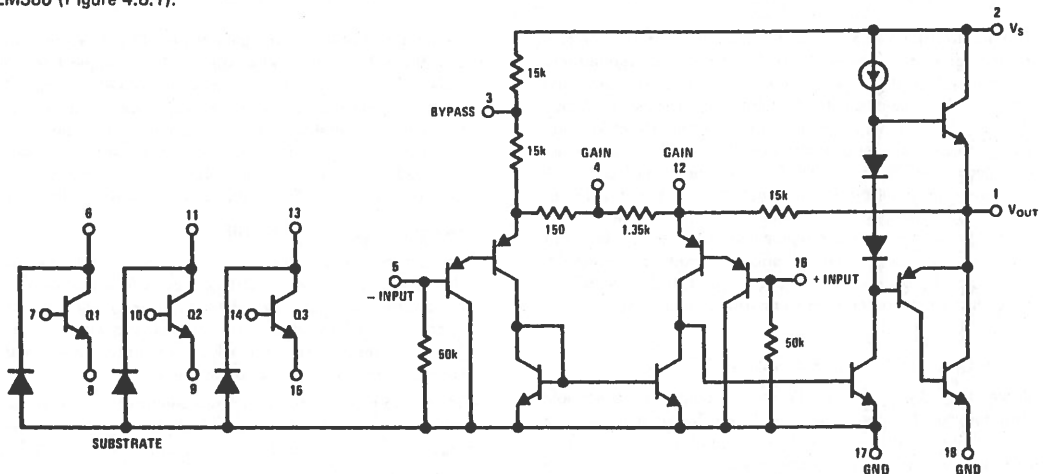 LM380 (Figure 4.8.1).
2
VS
15k
3
BYPASS
15k
GAIN
4
GAIN
12
15k
1
VOUT
150
1.35k
6
11
13
5
– INPUT
16
+ INPUT
7
Q1
10
Q2
14
Q3
50k
50k
8
9
15
SUBSTRATE
17
GND
18
GND